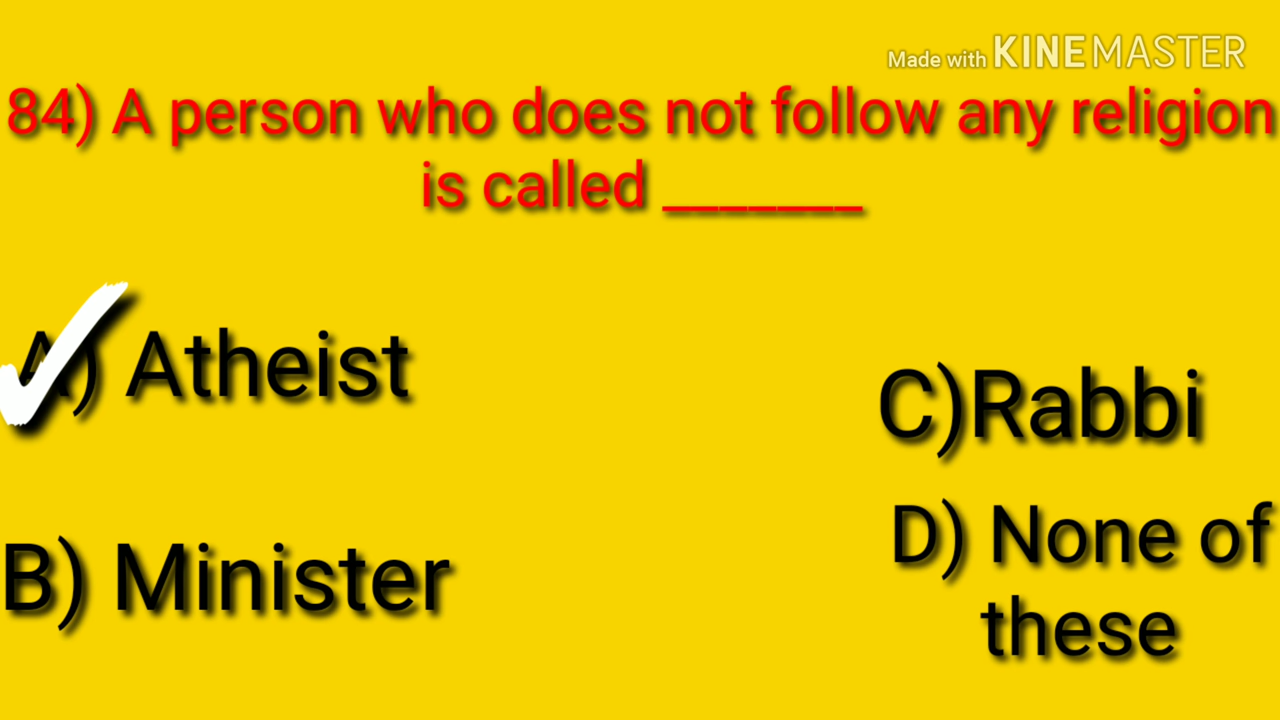 Made with KINEMASTER
84) A person who does not follow any religion
is called _______
A) Atheist
B) Minister
C)Rabbi
D) None of
these